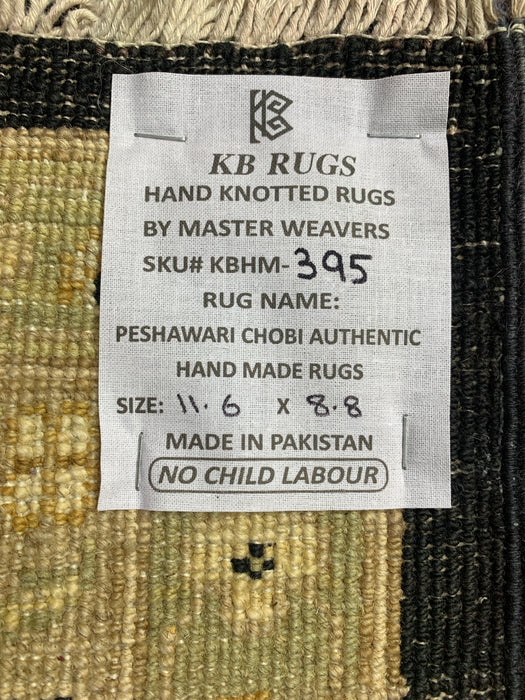 KB RUGS
HAND KNOTTED RUGS
BY MASTER WEAVERS
SKU# KBHM-395
RUG NAME:
PESHAWARI CHOBI AUTHENTIC
HAND MADE RUGS
SIZE: 11.6 X 8.8
MADE IN PAKISTAN
NO CHILD LABOUR